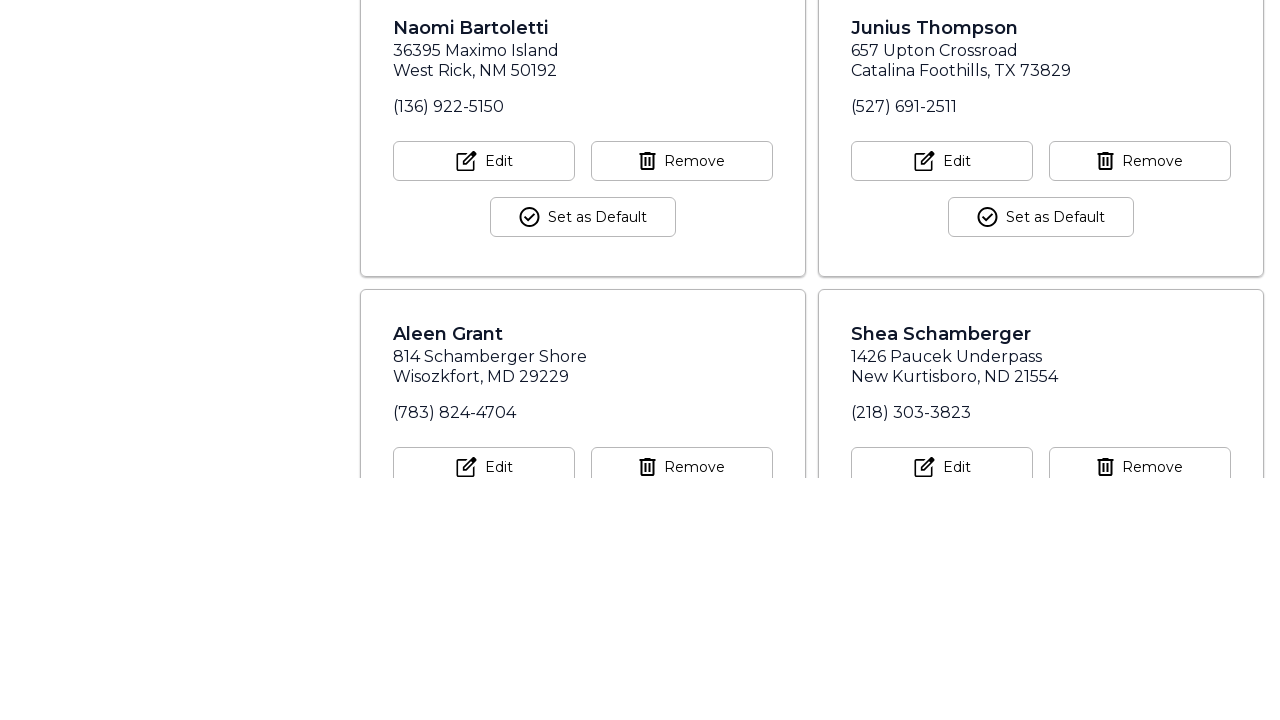 Naomi Bartoletti
36395 Maximo Island
West Rick, NM 50192
(136) 922-5150
Edit
Remove
Set as Default
Junius Thompson
657 Upton Crossroad
Catalina Foothills, TX 73829
(527) 691-2511
Edit
Remove
Set as Default
Aleen Grant
814 Schamberger Shore
Wisozkfort, MD 29229
(783) 824-4704
Edit
Remove
Shea Schamberger
1426 Paucek Underpass
New Kurtisboro, ND 21554
(218) 303-3823
Edit
Remove